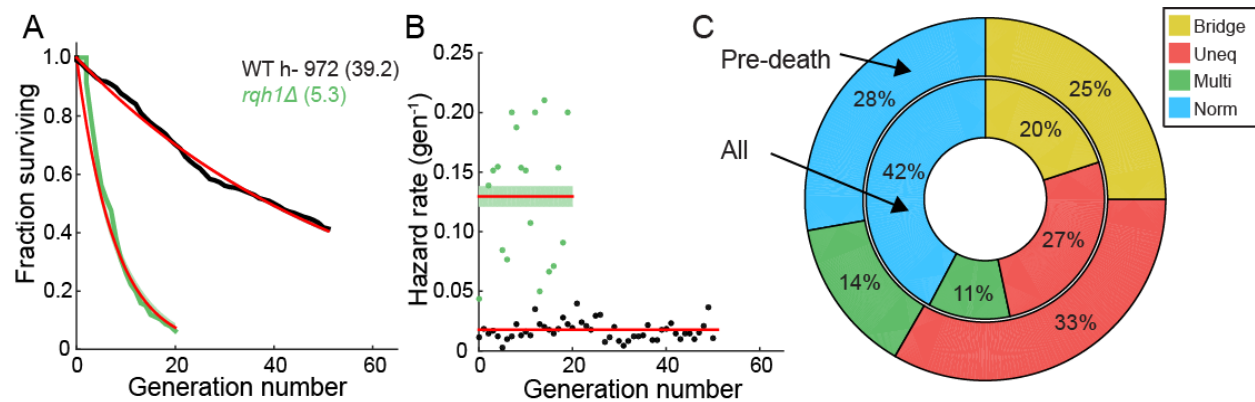 A
Fraction surviving
1.0
0.8
0.6
0.4
0.2
0
0
20
40
60
Generation number
WT h- 972 (39.2)
rqh1Δ (5.3)
B
Hazard rate (gen⁻¹)
0.25
0.20
0.15
0.10
0.05
0
0
20
40
60
Generation number
C
Pre-death
All
28%
25%
20%
42%
27%
11%
14%
33%
Bridge
Uneq
Multi
Norm